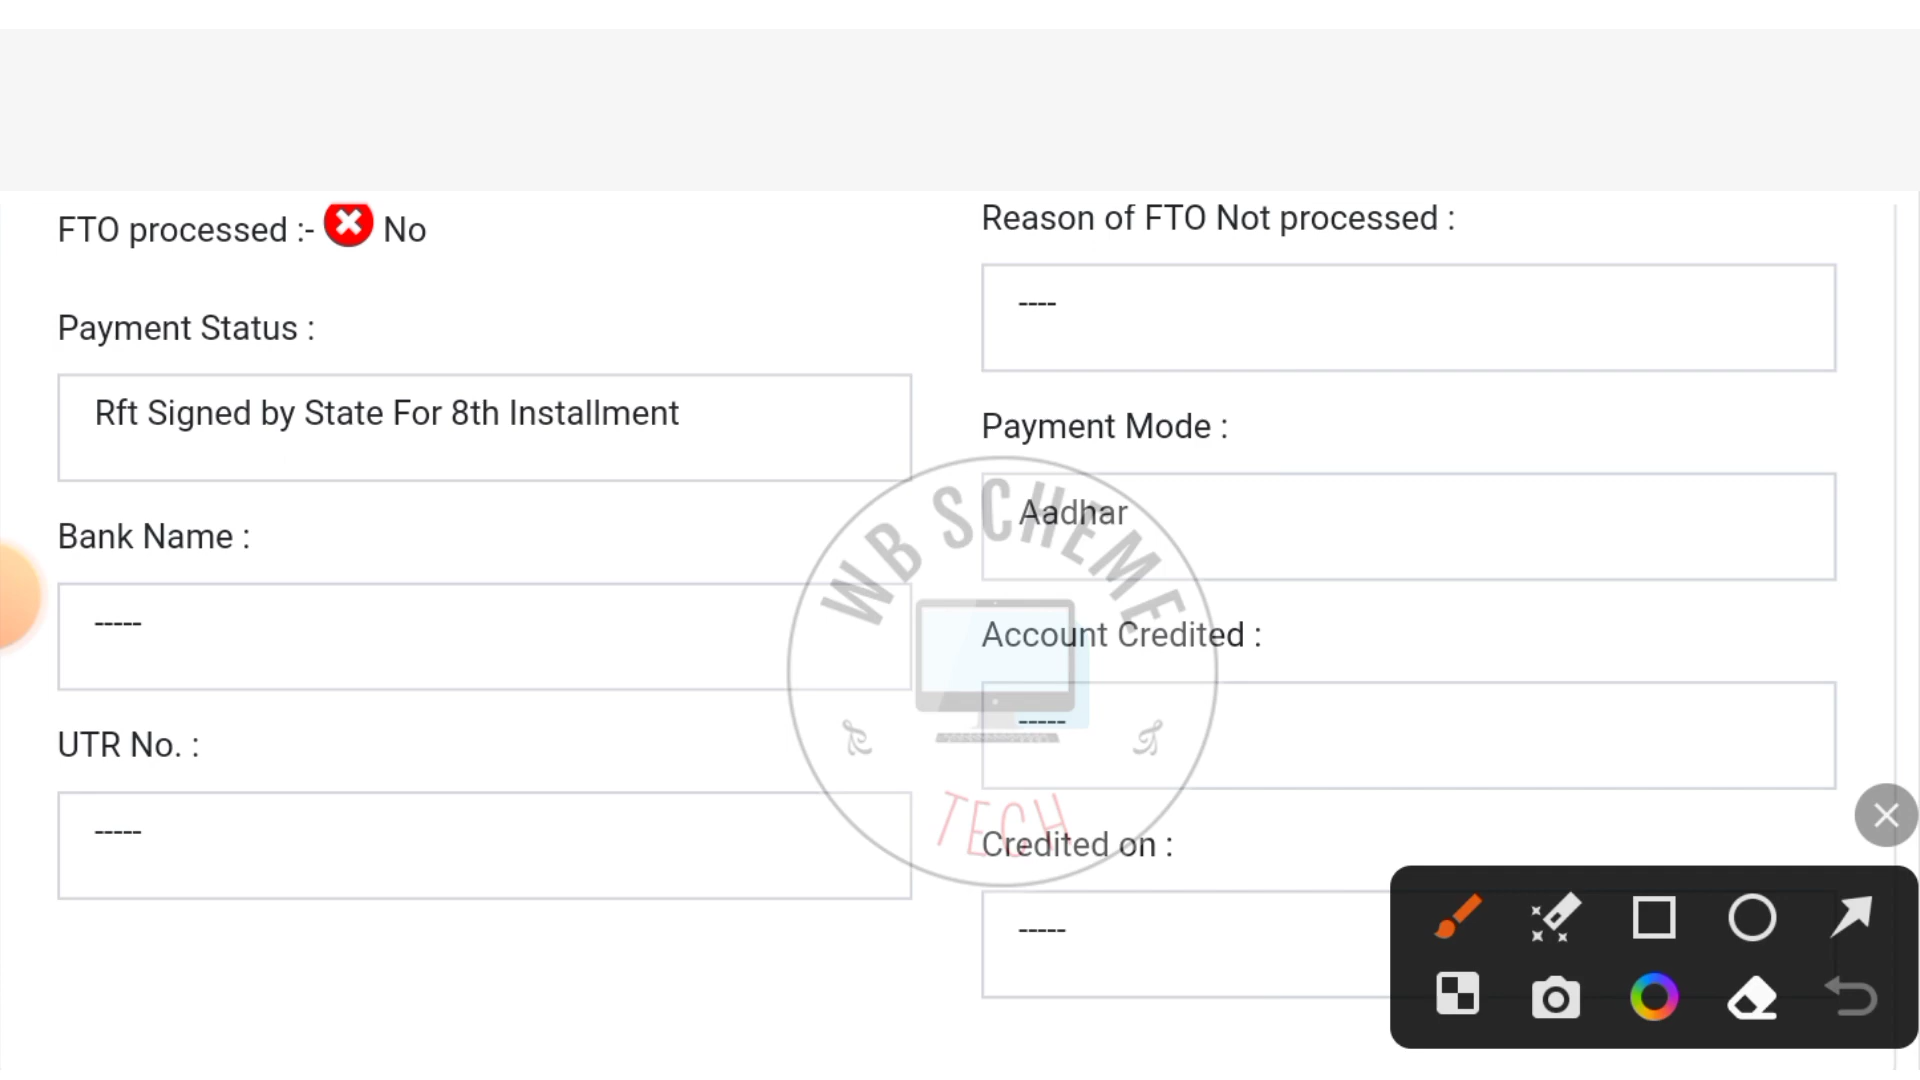 FTO processed :- No
Payment Status :
Rft Signed by State For 8th Installment
Bank Name :
-----
UTR No. :
-----
Reason of FTO Not processed :
----
Payment Mode :
Aadhar
Account Credited :
-----
Credited on :
-----
WB SCHEME
TECH